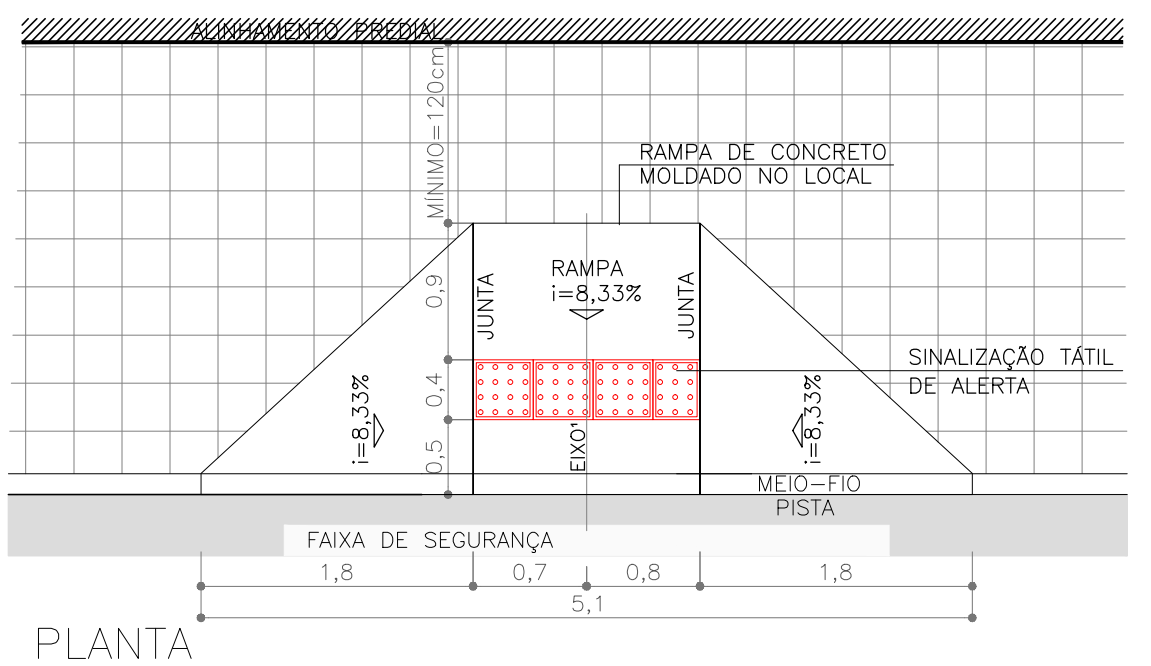 ALINHAMENTO PREDIAL
MÍNIMO=120cm
RAMPA DE CONCRETO
MOLDADO NO LOCAL
RAMPA
i=8,33%
JUNTA
JUNTA
0,9
SINALIZAÇÃO TÁTIL
DE ALERTA
0,4
i=8,33%
i=8,33%
EIXO¹
0,5
MEIO-FIO
PISTA
FAIXA DE SEGURANÇA
1,8
0,7
0,8
1,8
5,1
PLANTA